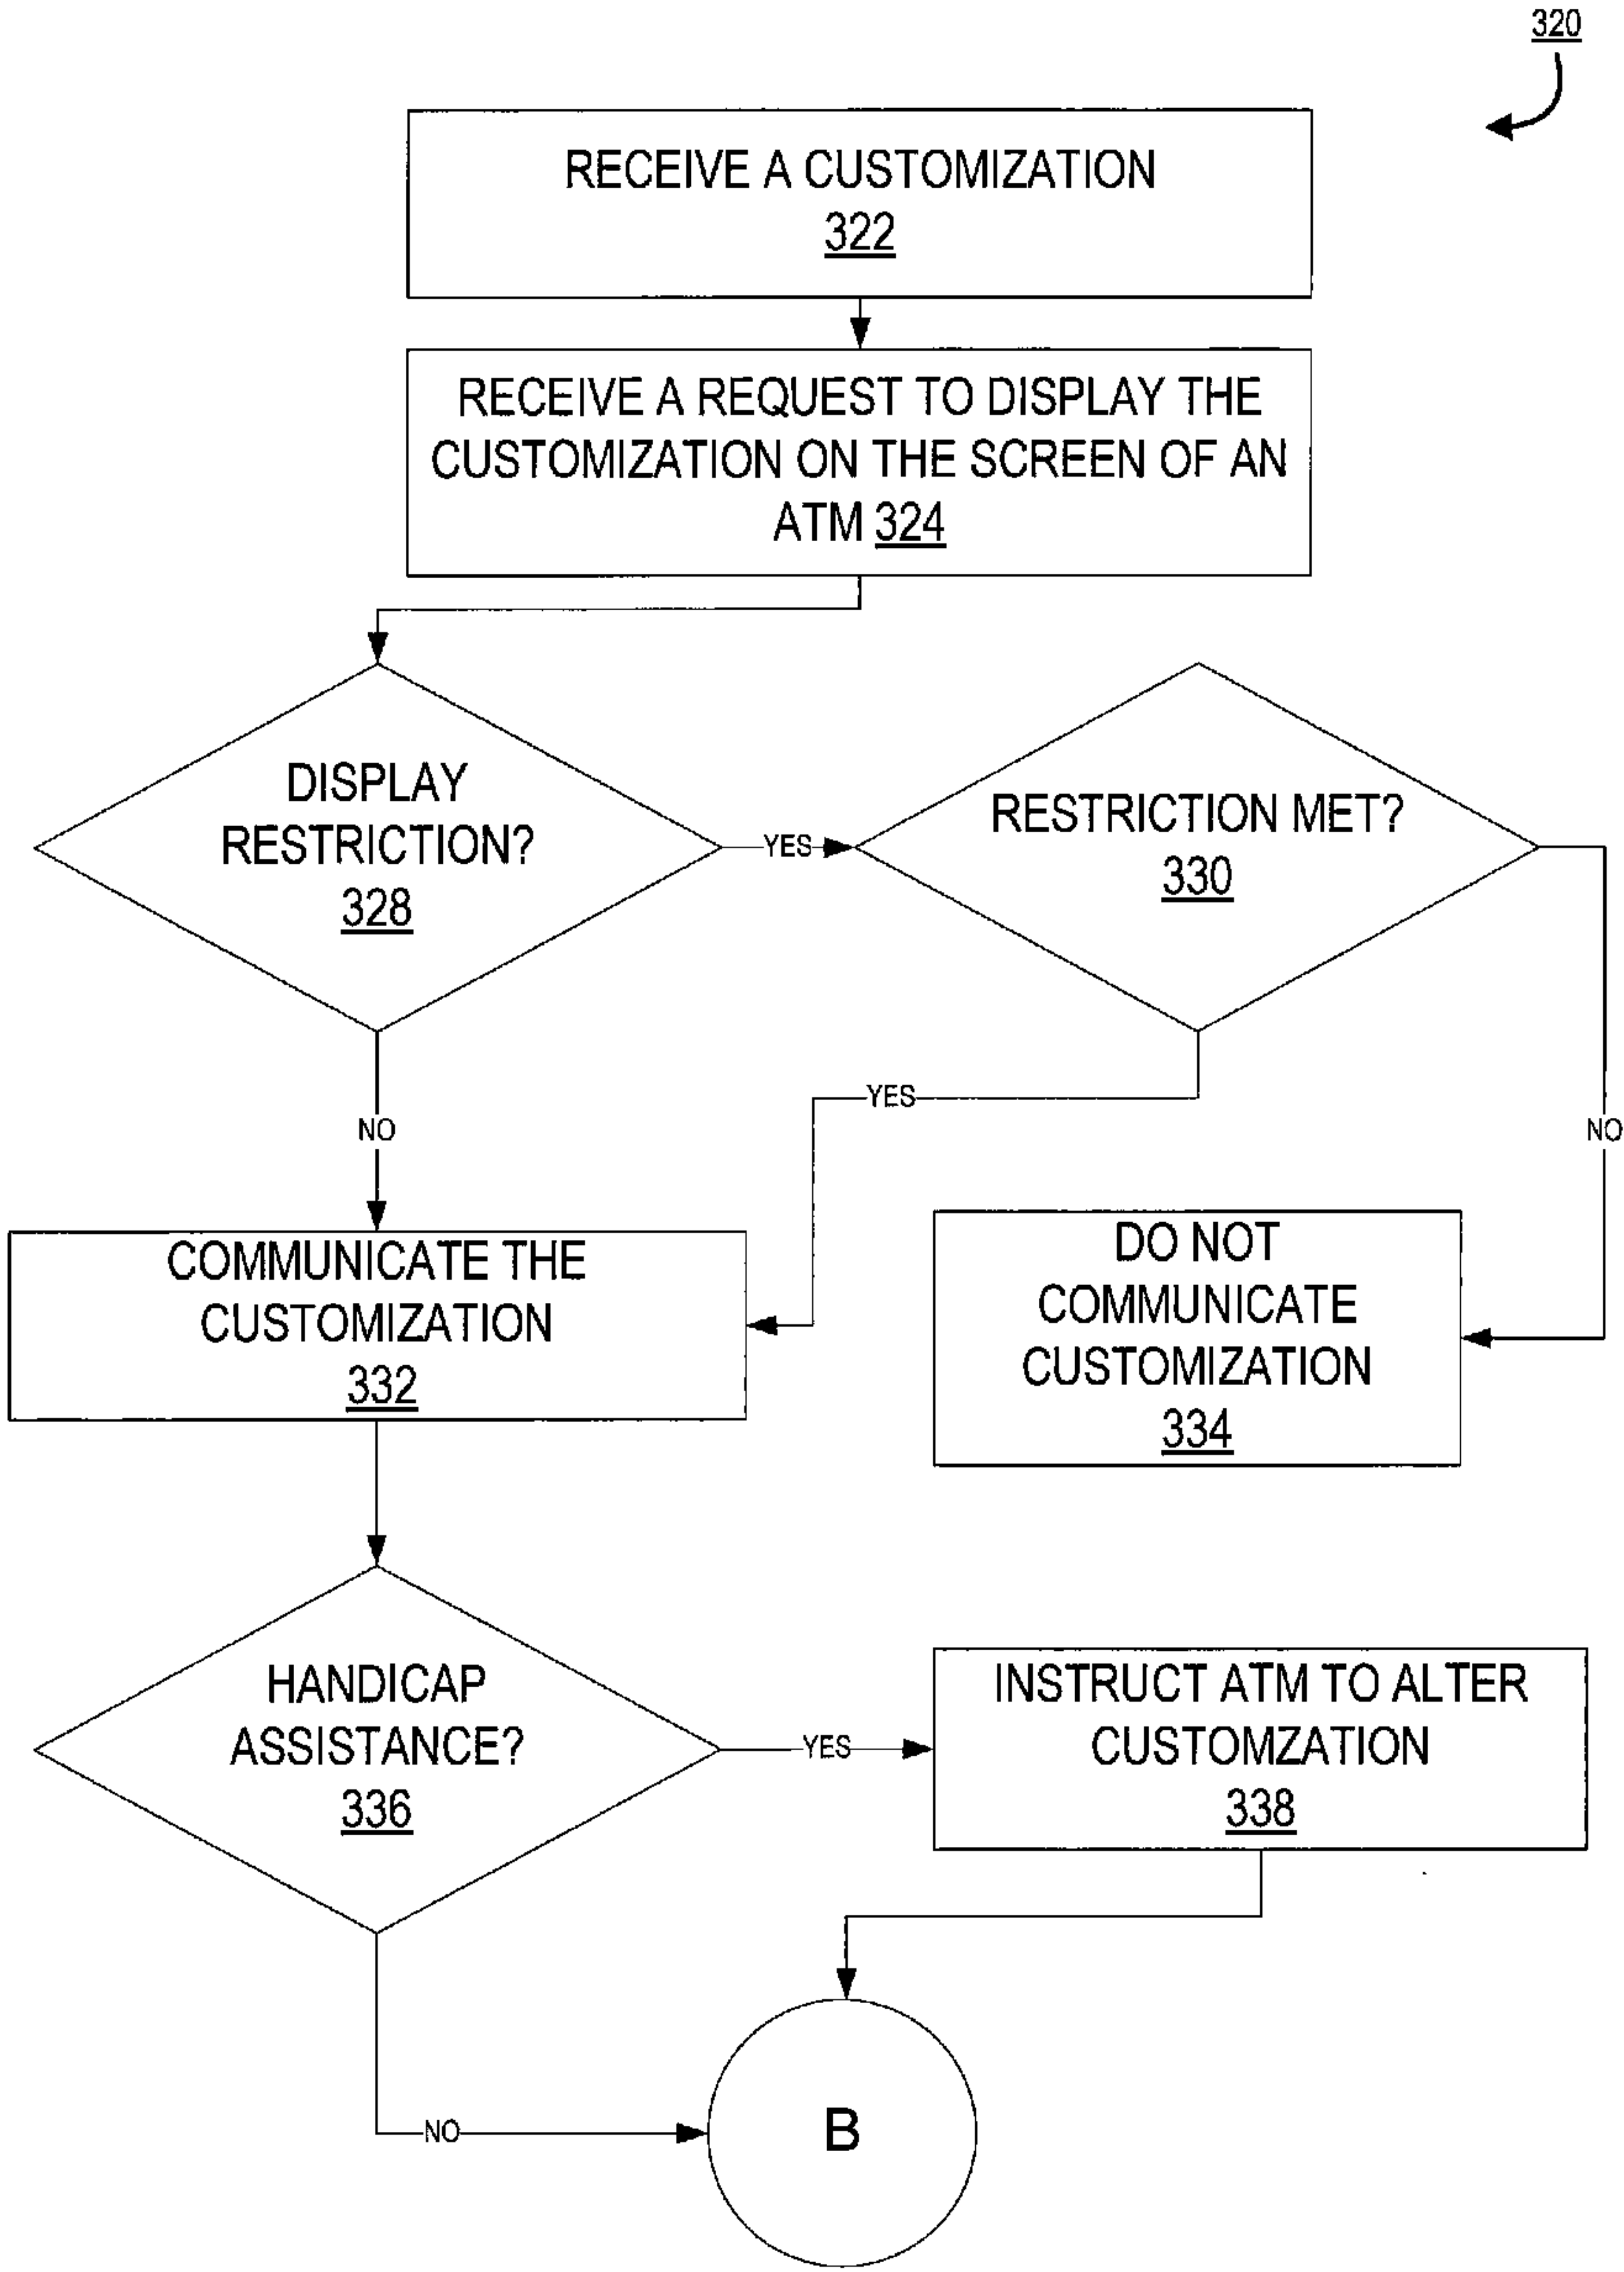 320
RECEIVE A CUSTOMIZATION
322
RECEIVE A REQUEST TO DISPLAY THE
CUSTOMIZATION ON THE SCREEN OF AN
ATM 324
DISPLAY
RESTRICTION?
328
YES
RESTRICTION MET?
330
YES
NO
NO
COMMUNICATE THE
CUSTOMIZATION
332
DO NOT
COMMUNICATE
CUSTOMIZATION
334
HANDICAP
ASSISTANCE?
336
YES
INSTRUCT ATM TO ALTER
CUSTOMZATION
338
NO
B